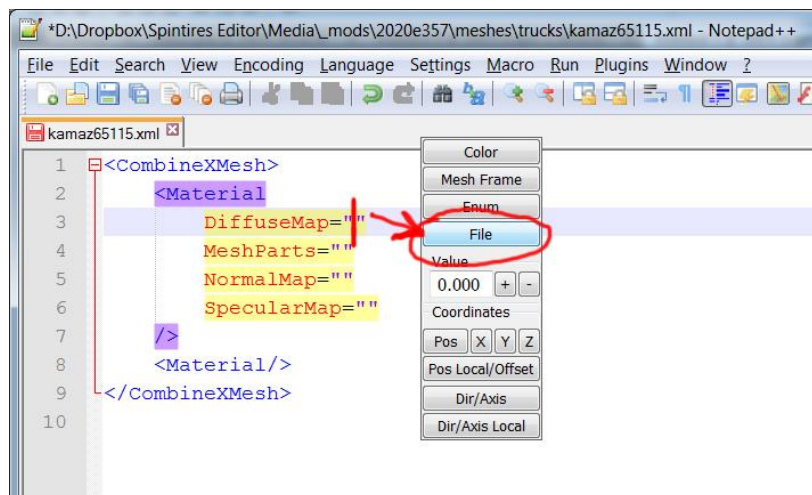 *D:\Dropbox\Spintires Editor\Media\_mods\2020e357\meshes\trucks\kamaz65115.xml - Notepad++
File Edit Search View Encoding Language Settings Macro Run Plugins Window ?
kamaz65115.xml
1 <CombineXMesh>
2 <Material
3 DiffuseMap=""
4 MeshParts=""
5 NormalMap=""
6 SpecularMap=""
7 />
8 <Material/>
9 </CombineXMesh>
10
Color
Mesh Frame
Enum
File
Value
0.000 + -
Coordinates
Pos X Y Z
Pos Local/Offset
Dir/Axis
Dir/Axis Local